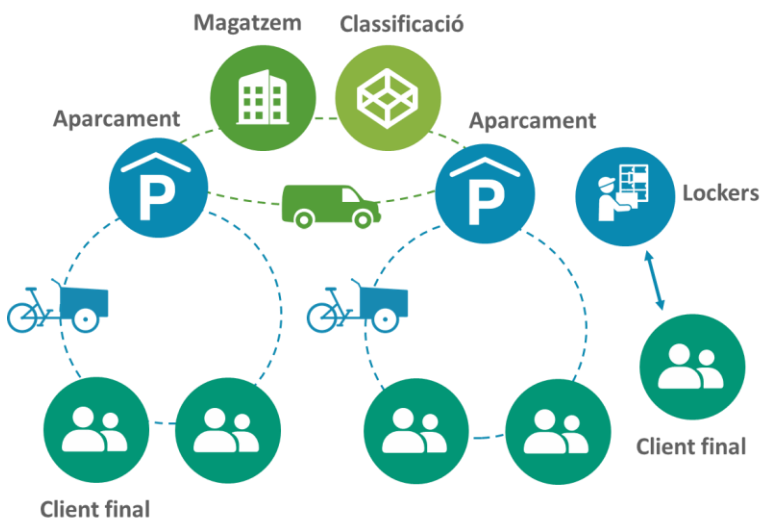 Magatzem
Classificació
Aparcament
Aparcament
P
P
Lockers
Client final
Client final